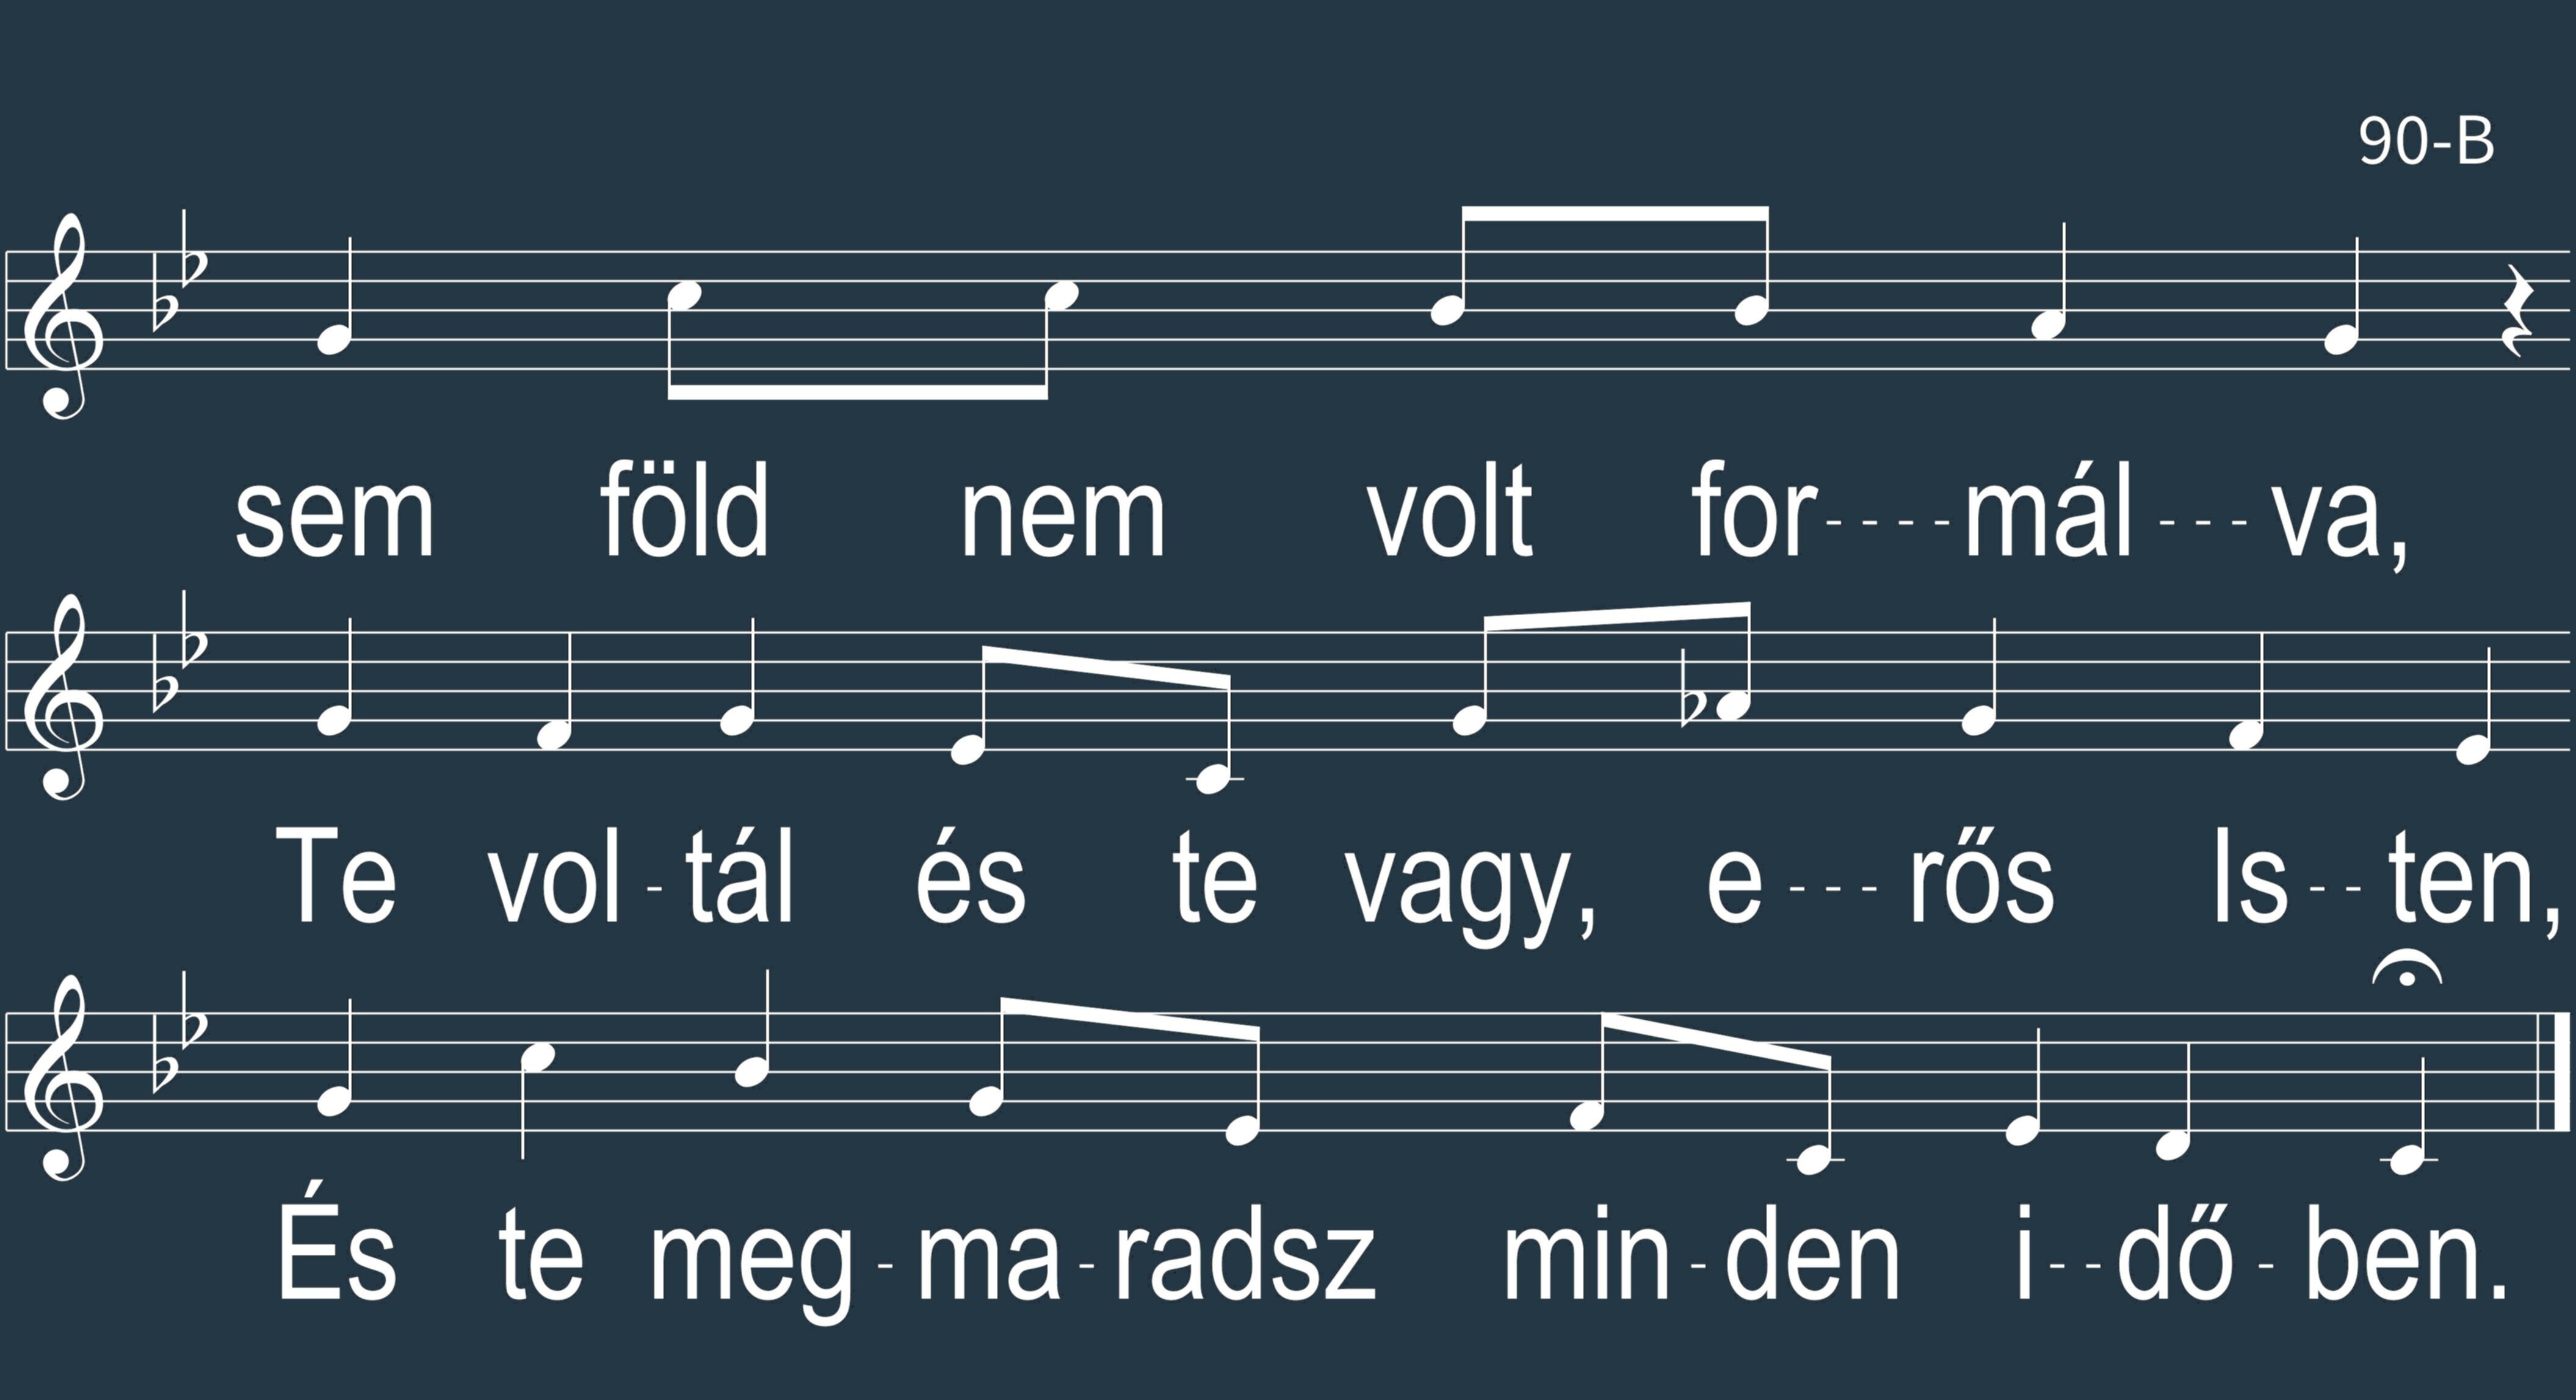 90-B
sem föld nem volt for----mál---va,
Te vol-tál és te vagy, e---rős Is--ten,
És te meg-ma-radsz min-den i--dő-ben.